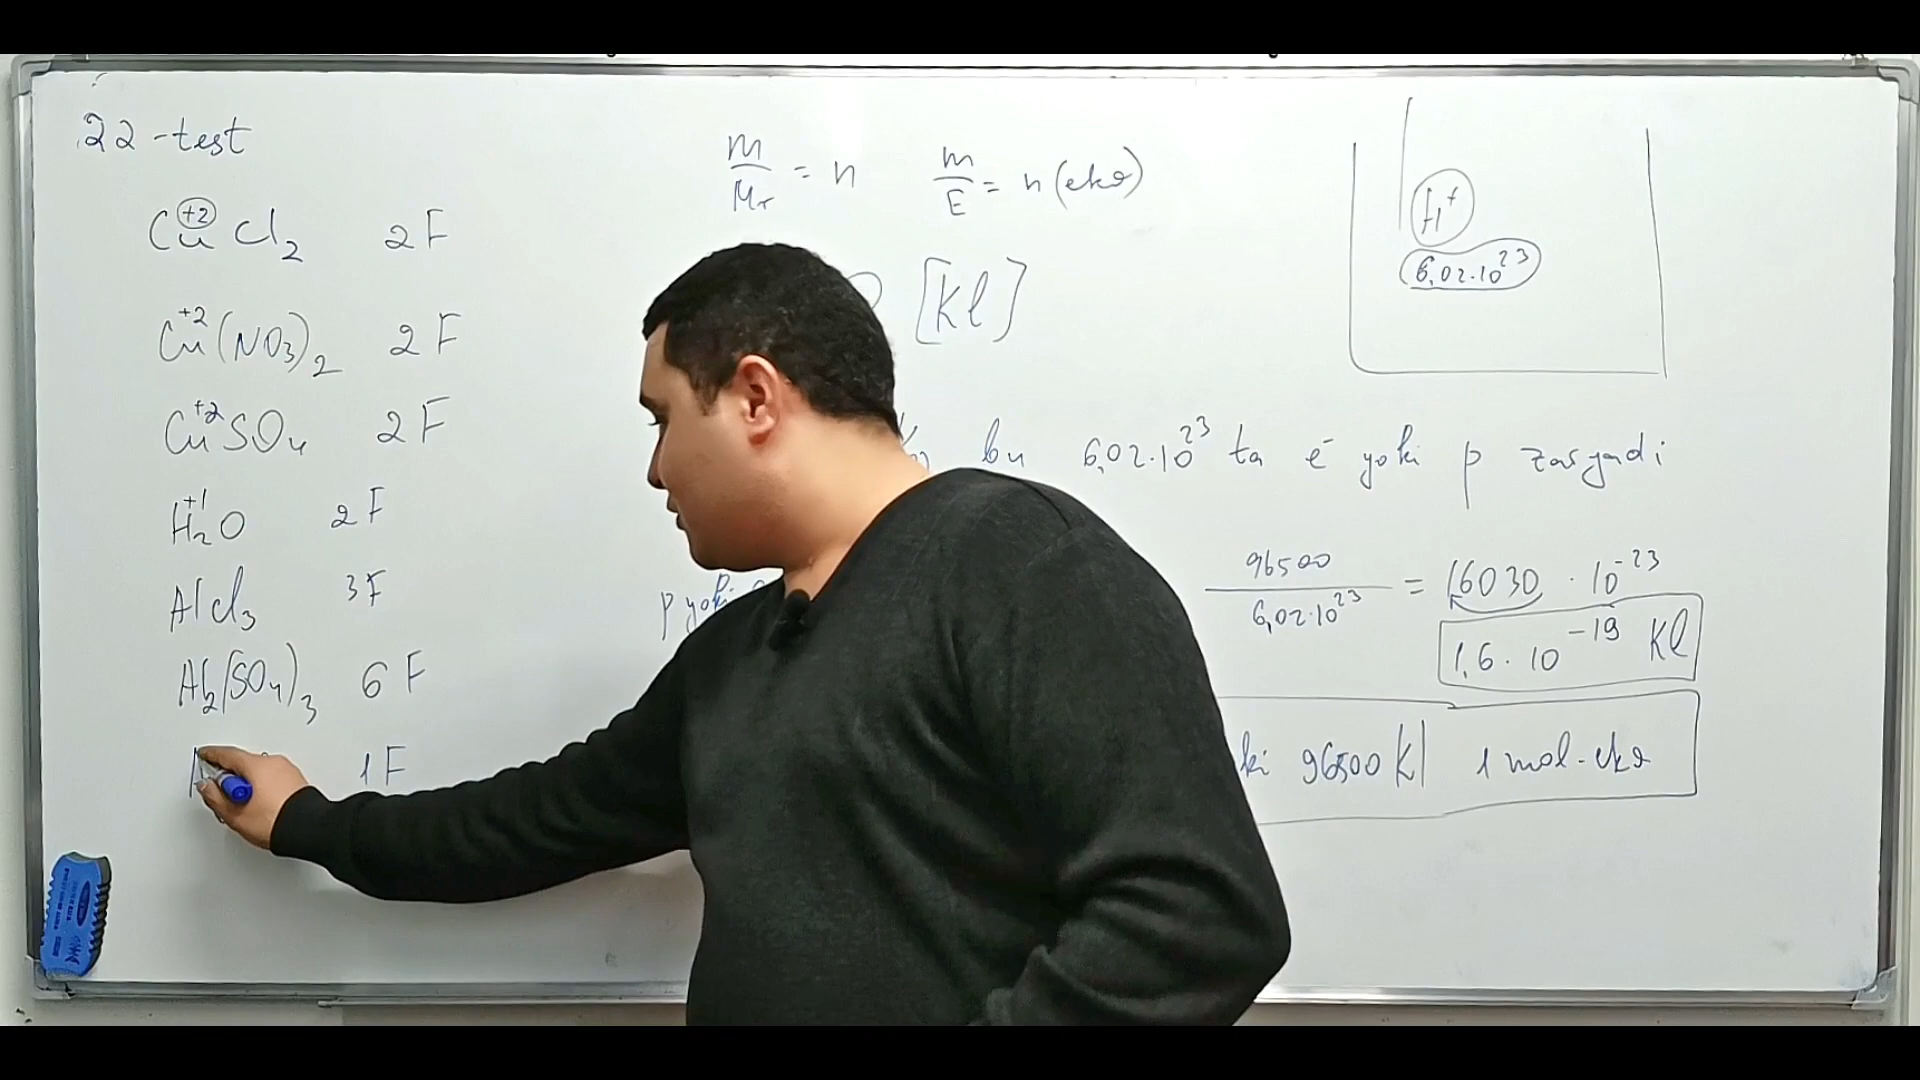 22-test
Cu⁺²Cl₂ 2F
Cu⁺²(NO₃)₂ 2F
Cu⁺²SO₄ 2F
H₂⁺¹O 2F
AlCl₃ 3F
Al₂(SO₄)₃ 6F
A 1F
m/Mr = n m/E = n (ekv)
[Kl]
bu 6,02·10²³ ta e⁻ yoki p zaryadi
p yoki
96500/6,02·10²³ = 16030 · 10⁻²³
1,6 · 10⁻¹⁹ Kl
ki 96500 Kl 1 mol-ekv
H⁺
6,02·10²³